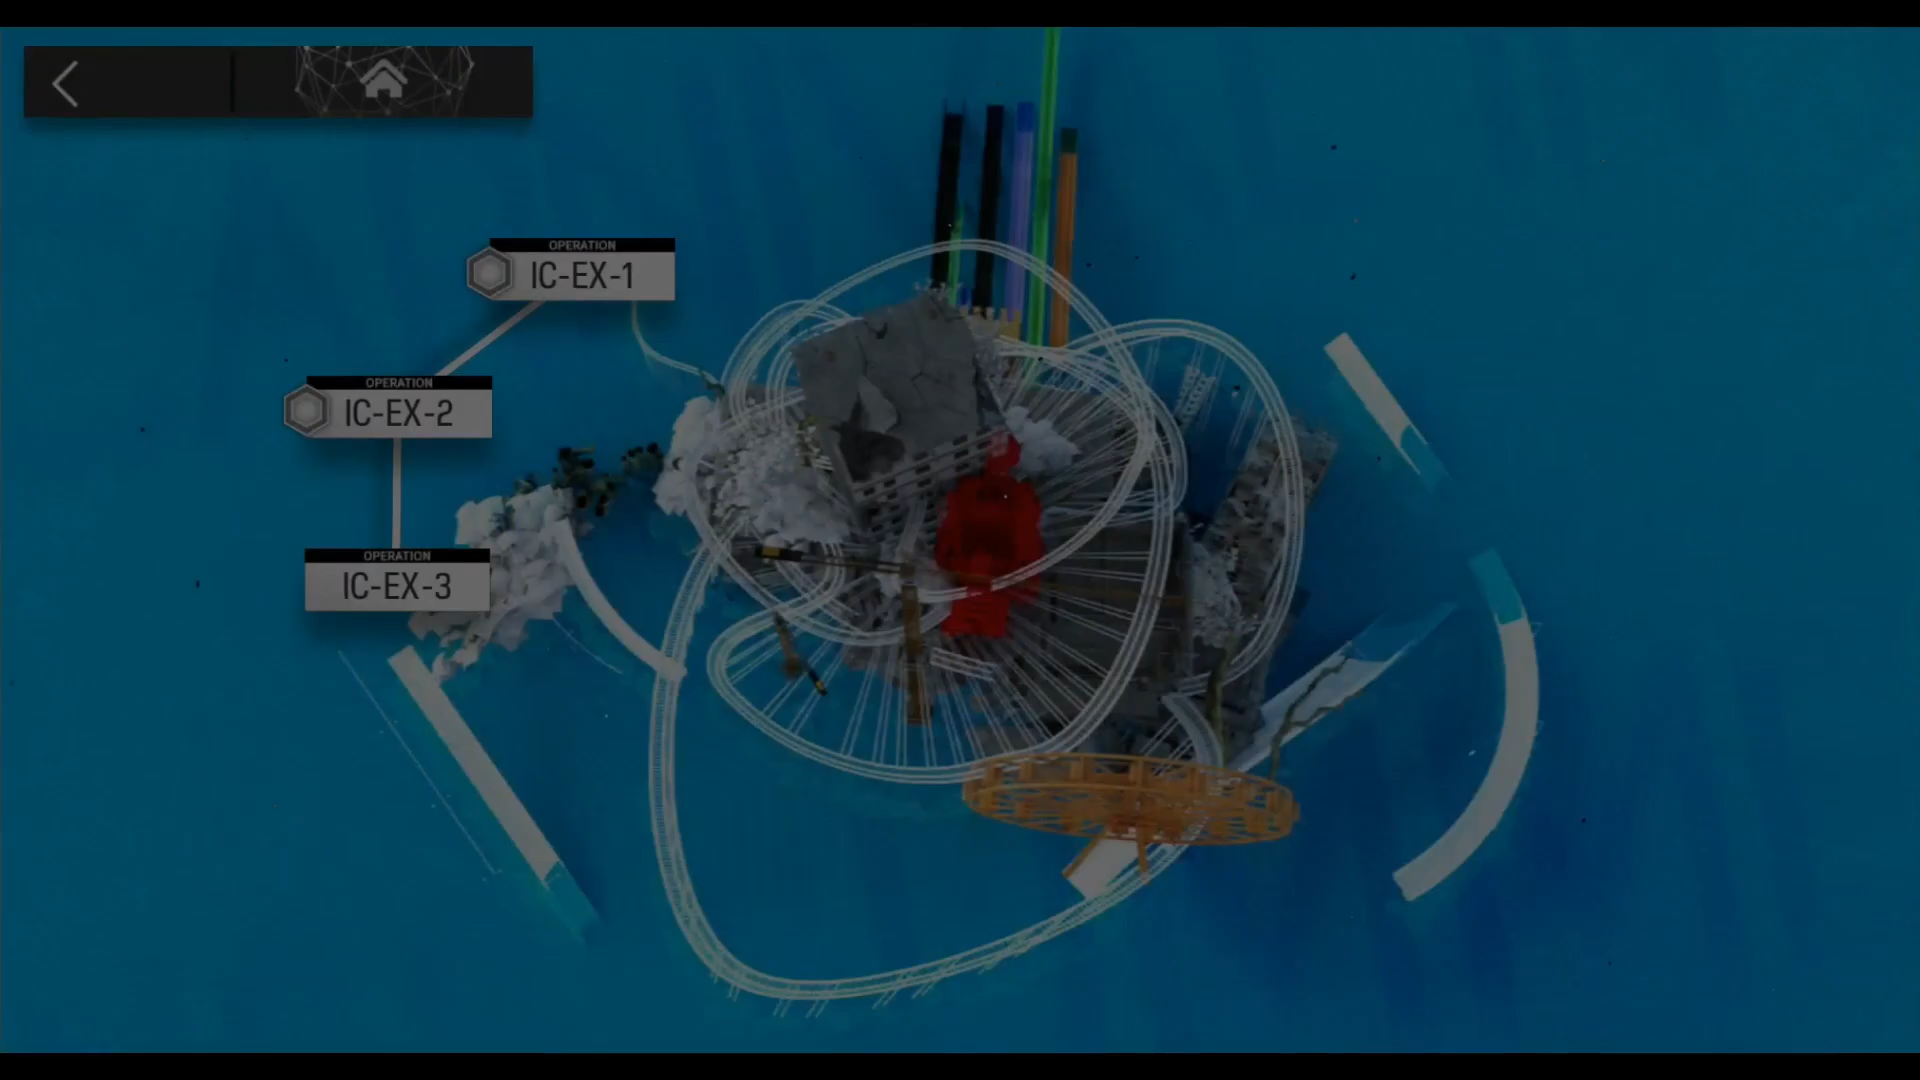 OPERATION
IC-EX-1
OPERATION
IC-EX-2
OPERATION
IC-EX-3